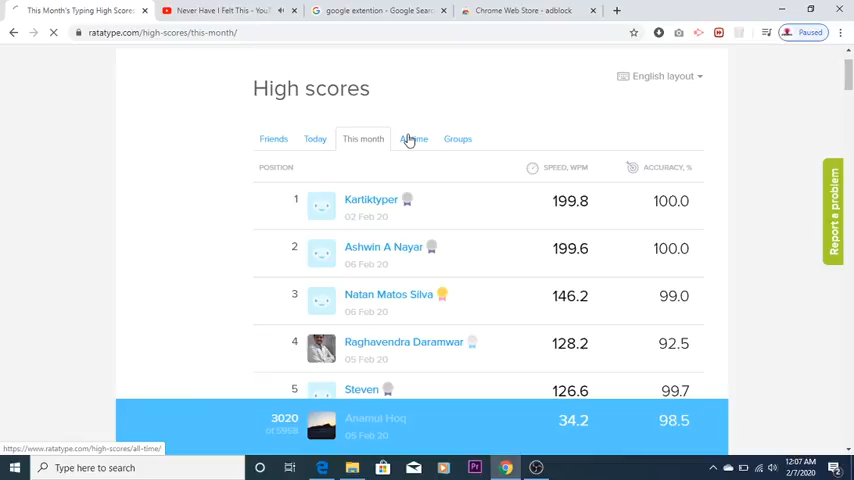 This Month's Typing High Scores
Never Have I Felt This - You
google extention - Google Sear
Chrome Web Store - adblock
ratatype.com/high-scores/this-month/
Paused
High scores
English layout
Friends
Today
This month
Groups
POSITION
SPEED, WPM
ACCURACY, %
1
Kartiktyper
199.8
100.0
02 Feb 20
2
Ashwin A Nayar
199.6
100.0
06 Feb 20
3
Natan Matos Silva
146.2
99.0
06 Feb 20
4
Raghavendra Daramwar
128.2
92.5
05 Feb 20
5
Steven
126.6
99.7
3020
of 5958
Anamul Hoq
34.2
98.5
05 Feb 20
Report a problem
https://www.ratatype.com/high-scores/all-time/
Type here to search
Pr
12:07 AM
2/7/2020
2